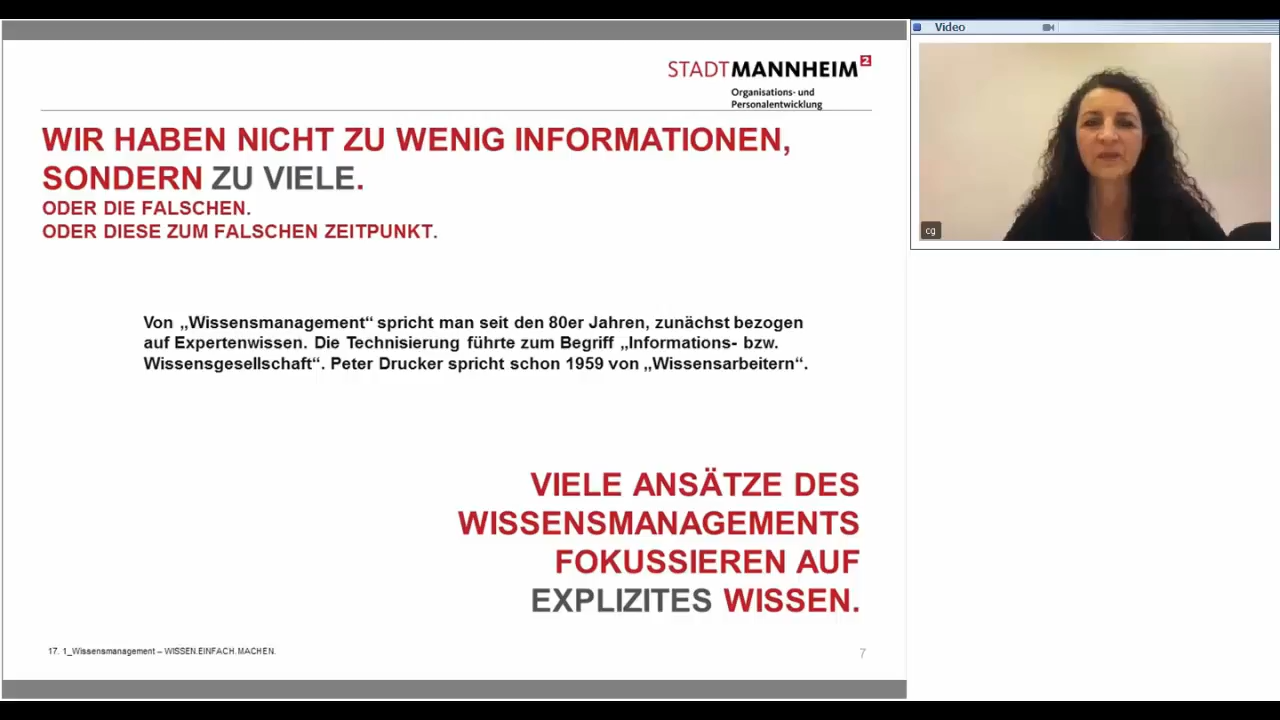 STADTMANNHEIM²
Organisations- und
Personalentwicklung
WIR HABEN NICHT ZU WENIG INFORMATIONEN,
SONDERN ZU VIELE.
ODER DIE FALSCHEN.
ODER DIESE ZUM FALSCHEN ZEITPUNKT.
Von „Wissensmanagement“ spricht man seit den 80er Jahren, zunächst bezogen
auf Expertenwissen. Die Technisierung führte zum Begriff „Informations- bzw.
Wissensgesellschaft“. Peter Drucker spricht schon 1959 von „Wissensarbeitern“.
VIELE ANSÄTZE DES
WISSENSMANAGEMENTS
FOKUSSIEREN AUF
EXPLIZITES WISSEN.
17. 1_Wissensmanagement – WISSEN.EINFACH.MACHEN.
7
Video
cg